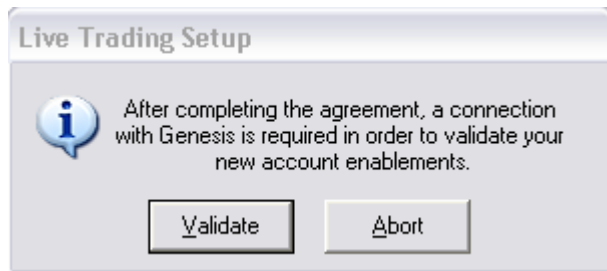 Live Trading Setup
After completing the agreement, a connection
with Genesis is required in order to validate your
new account enablements.
Validate
Abort